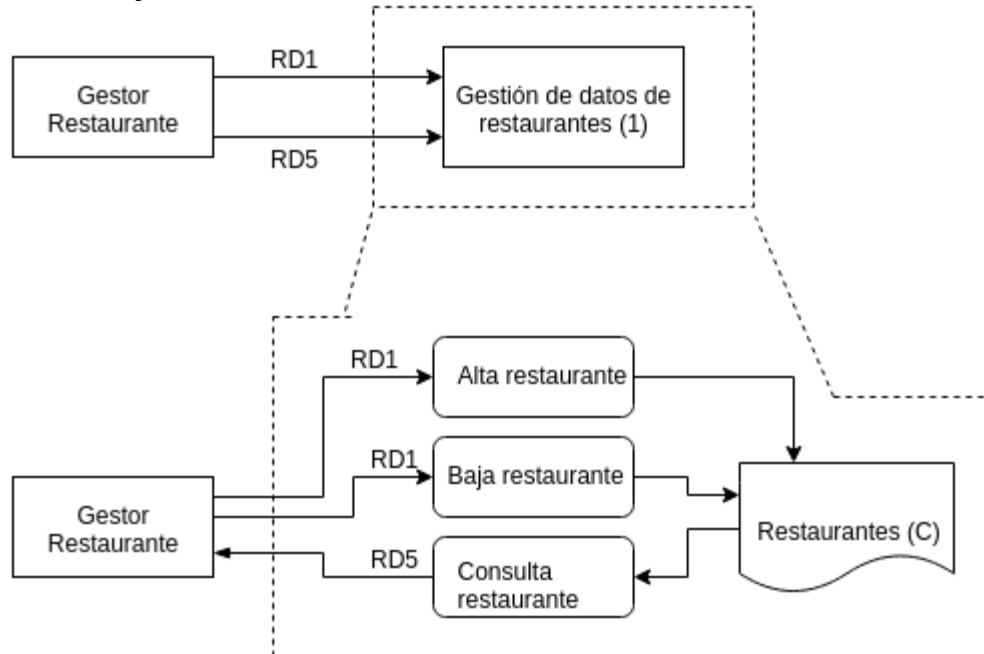 RD1
Gestor
Restaurante
Gestión de datos de
restaurantes (1)
RD5
RD1
Alta restaurante
RD1
Baja restaurante
Gestor
Restaurante
Restaurantes (C)
RD5
Consulta
restaurante